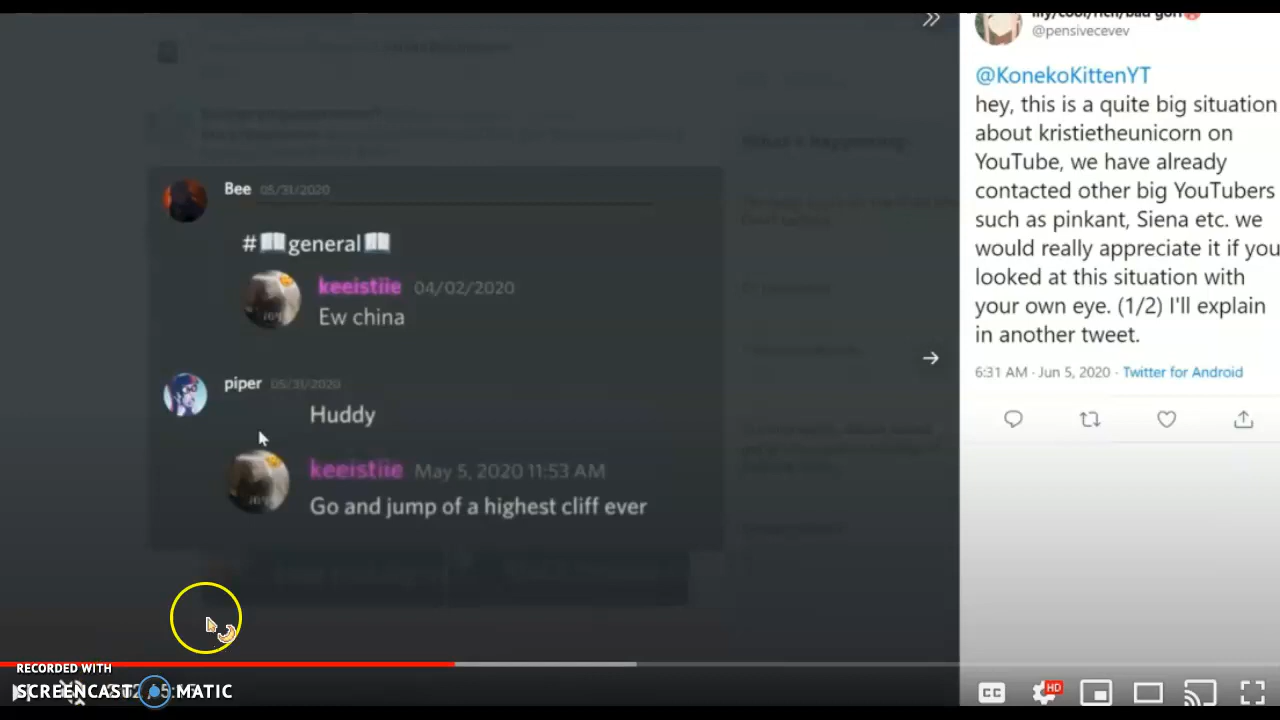 @pensivecevev
@KonekoKittenYT
hey, this is a quite big situation
about kristietheunicorn on
YouTube, we have already
contacted other big YouTubers
such as pinkant, Siena etc. we
would really appreciate it if you
looked at this situation with
your own eye. (1/2) I'll explain
in another tweet.
6:31 AM · Jun 5, 2020 · Twitter for Android
Bee 05/31/2020
#📖general📖
keeistiie 04/02/2020
Ew china
piper 05/31/2020
Huddy
keeistiie May 5, 2020 11:53 AM
Go and jump of a highest cliff ever
RECORDED WITH
SCREENCAST MATIC
CC
HD